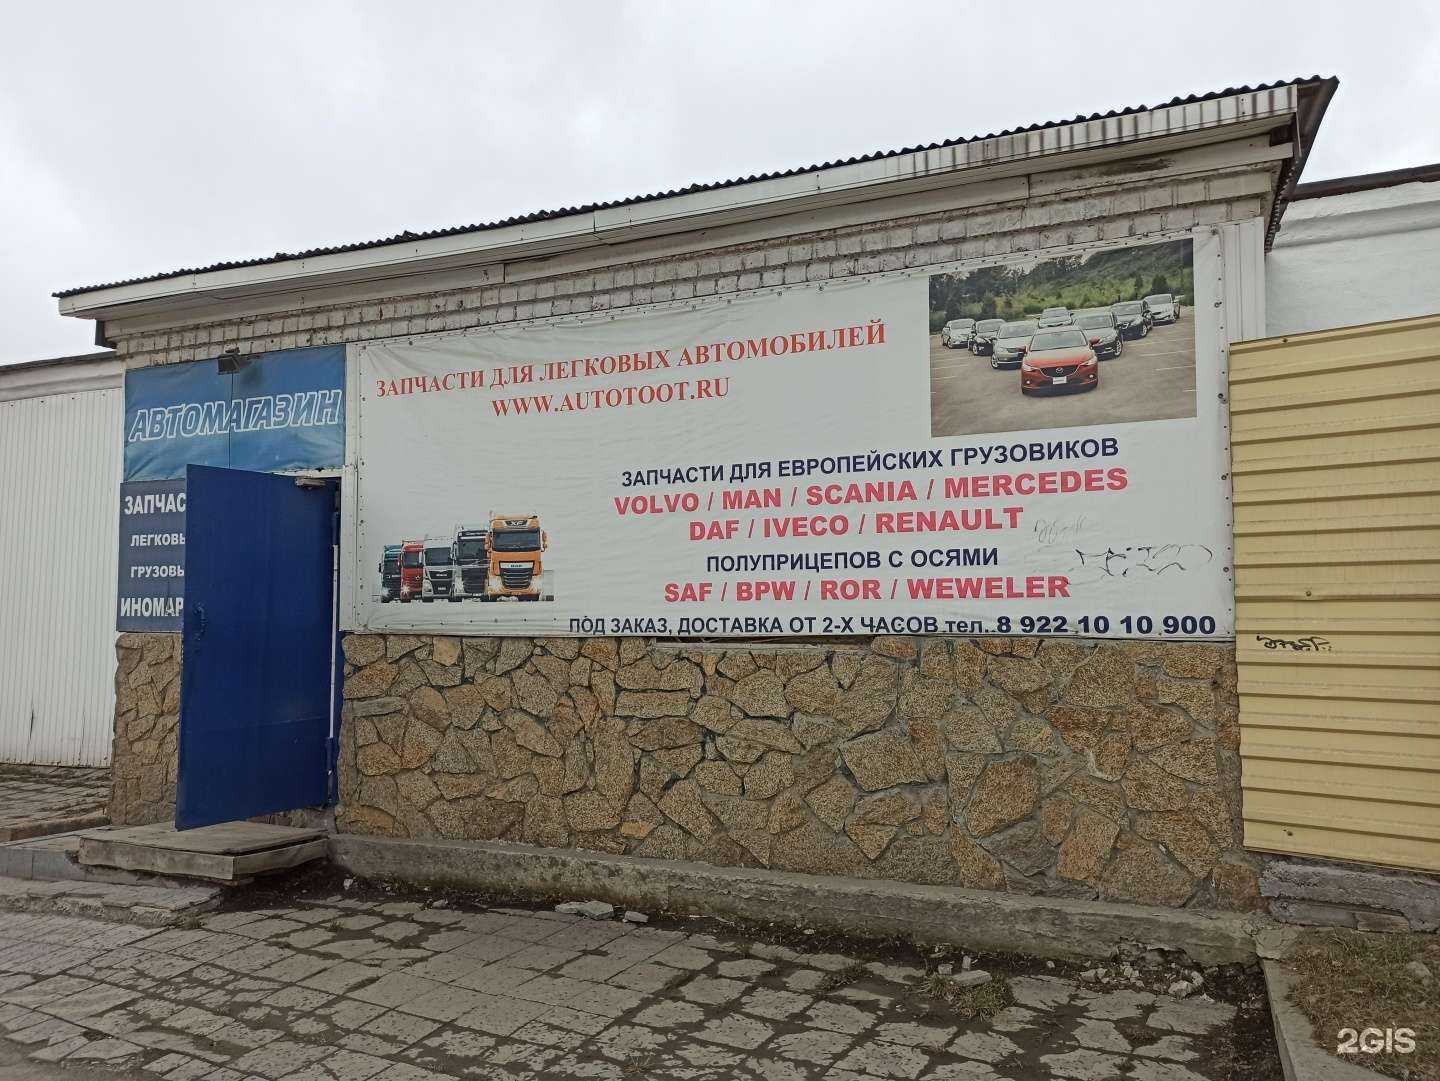 АВТОМАГАЗИН
ЗАПЧАС
ЛЕГКОВЫ
ГРУЗОВЫ
ИНОМАР
ЗАПЧАСТИ ДЛЯ ЛЕГКОВЫХ АВТОМОБИЛЕЙ
WWW.AUTOTOOT.RU
ЗАПЧАСТИ ДЛЯ ЕВРОПЕЙСКИХ ГРУЗОВИКОВ
VOLVO / MAN / SCANIA / MERCEDES
DAF / IVECO / RENAULT
ПОЛУПРИЦЕПОВ С ОСЯМИ
SAF / BPW / ROR / WEWELER
ПОД ЗАКАЗ, ДОСТАВКА ОТ 2-Х ЧАСОВ тел..8 922 10 10 900
XF
2GIS